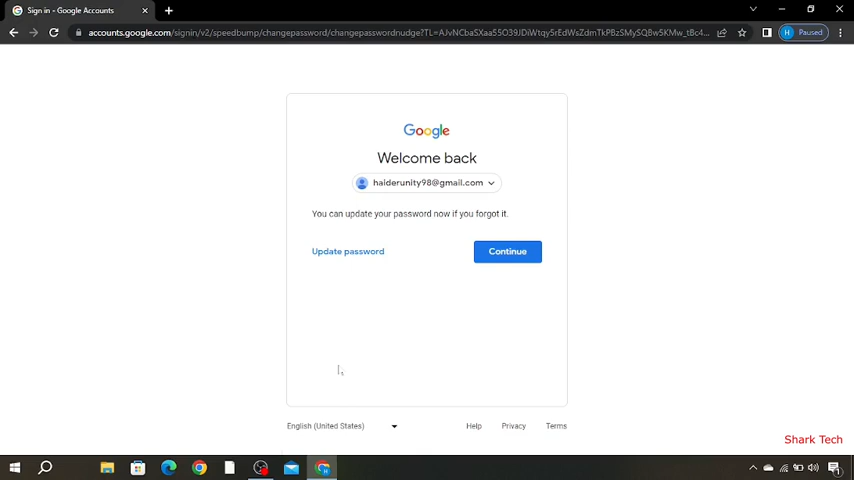 Sign in - Google Accounts
accounts.google.com/signin/v2/speedbump/changepassword/changepasswordnudge?TL=
H Paused
Google
Welcome back
haiderunity98@gmail.com
You can update your password now if you forgot it.
Update password
Continue
English (United States)
Help
Privacy
Terms
Shark Tech